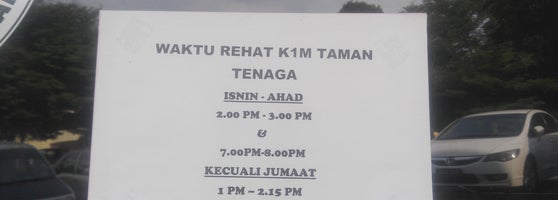 WAKTU REHAT K1M TAMAN
TENAGA
ISNIN - AHAD
2.00 PM - 3.00 PM
&
7.00PM-8.00PM
KECUALI JUMAAT
1 PM – 2.15 PM